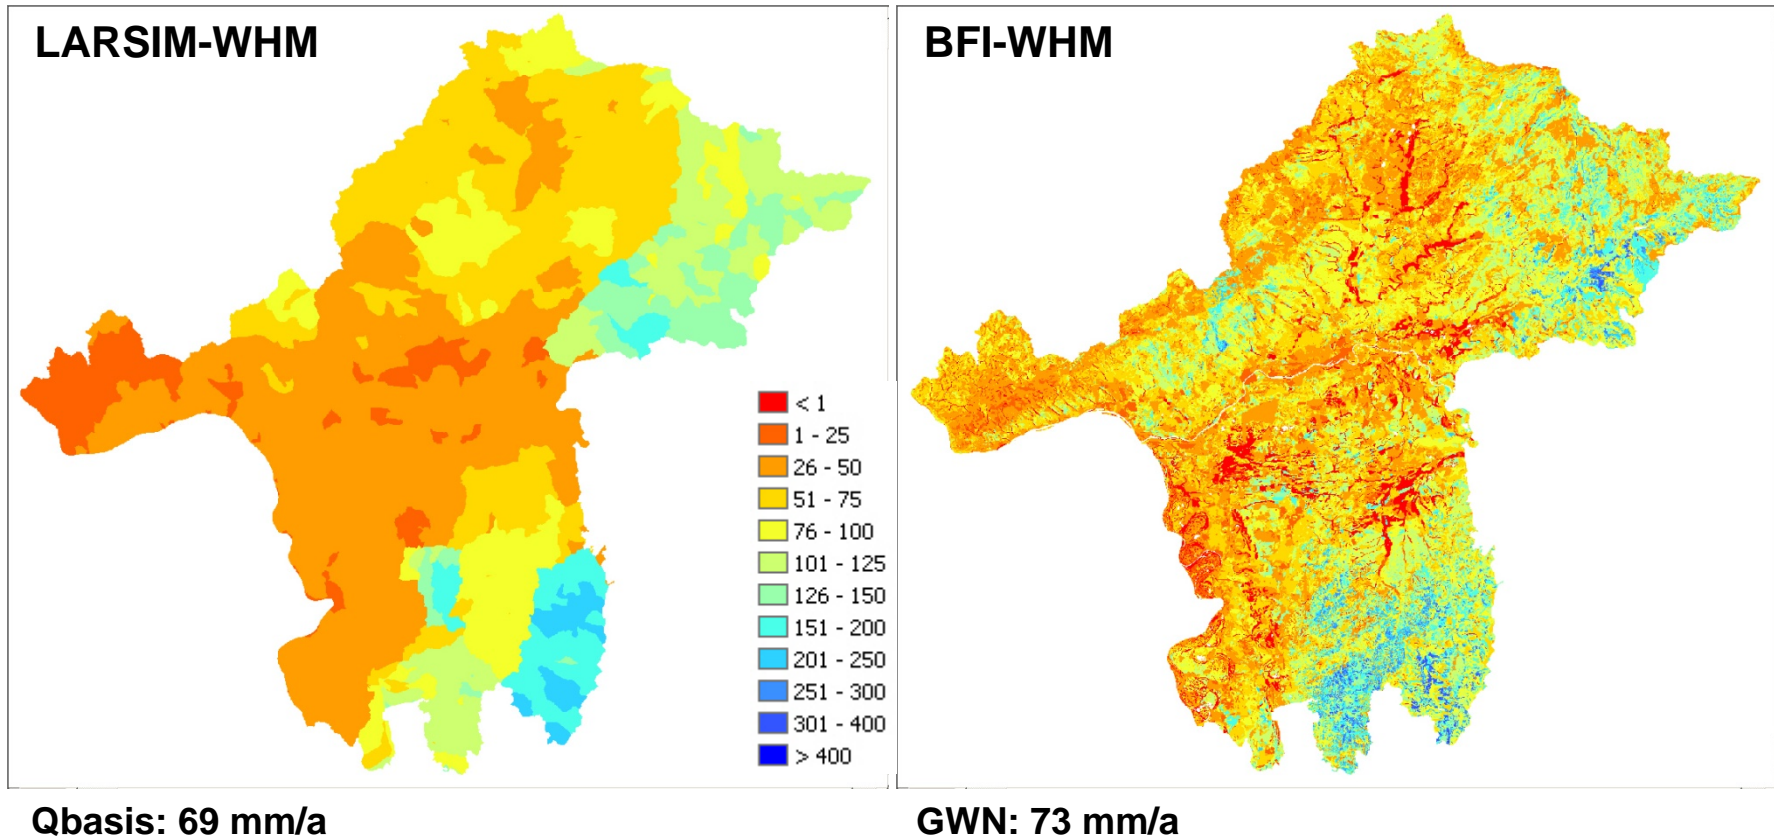 LARSIM-WHM
BFI-WHM
< 1
1 - 25
26 - 50
51 - 75
76 - 100
101 - 125
126 - 150
151 - 200
201 - 250
251 - 300
301 - 400
> 400
Qbasis: 69 mm/a
GWN: 73 mm/a